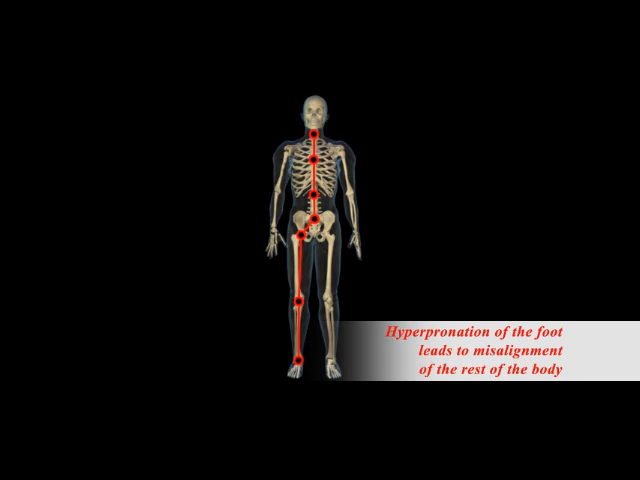 Hyperpronation of the foot
leads to misalignment
of the rest of the body